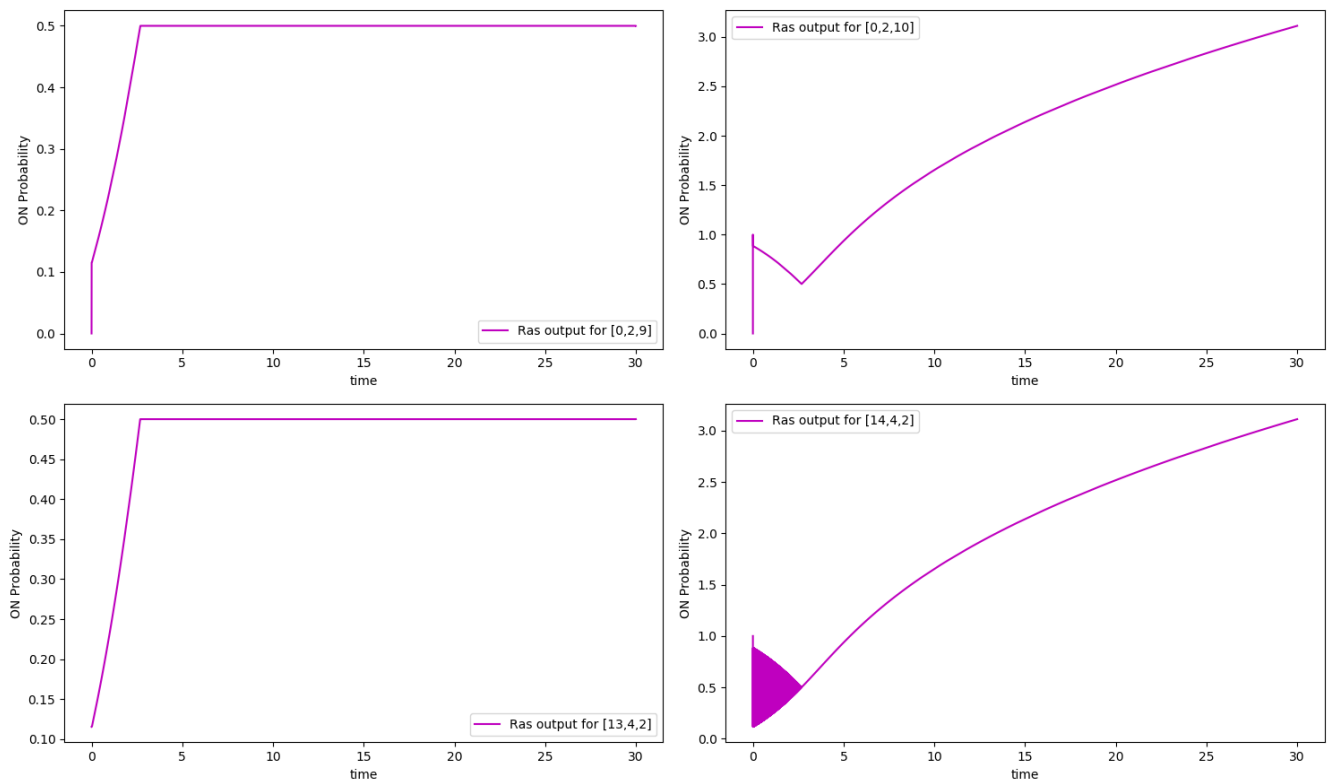 0.5
0.4
0.3
0.2
0.1
0.0
ON Probability
Ras output for [0,2,9]
0 5 10 15 20 25 30
time
3.0
2.5
2.0
1.5
1.0
0.5
0.0
ON Probability
Ras output for [0,2,10]
0 5 10 15 20 25 30
time
0.50
0.45
0.40
0.35
0.30
0.25
0.20
0.15
0.10
ON Probability
Ras output for [13,4,2]
0 5 10 15 20 25 30
time
3.0
2.5
2.0
1.5
1.0
0.5
0.0
ON Probability
Ras output for [14,4,2]
0 5 10 15 20 25 30
time